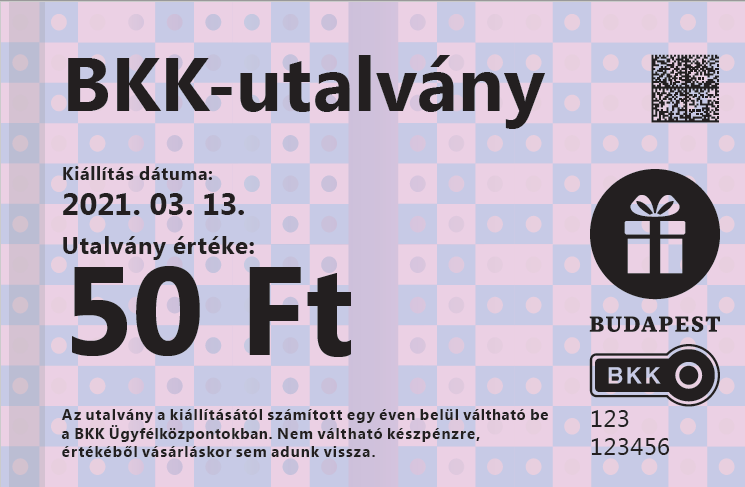 BKK-utalvány
Kiállítás dátuma:
2021. 03. 13.
Utalvány értéke:
50 Ft
BUDAPEST
BKK
Az utalvány a kiállításától számított egy éven belül váltható be
a BKK Ügyfélközpontokban. Nem váltható készpénzre,
értékéből vásárláskor sem adunk vissza.
123
123456